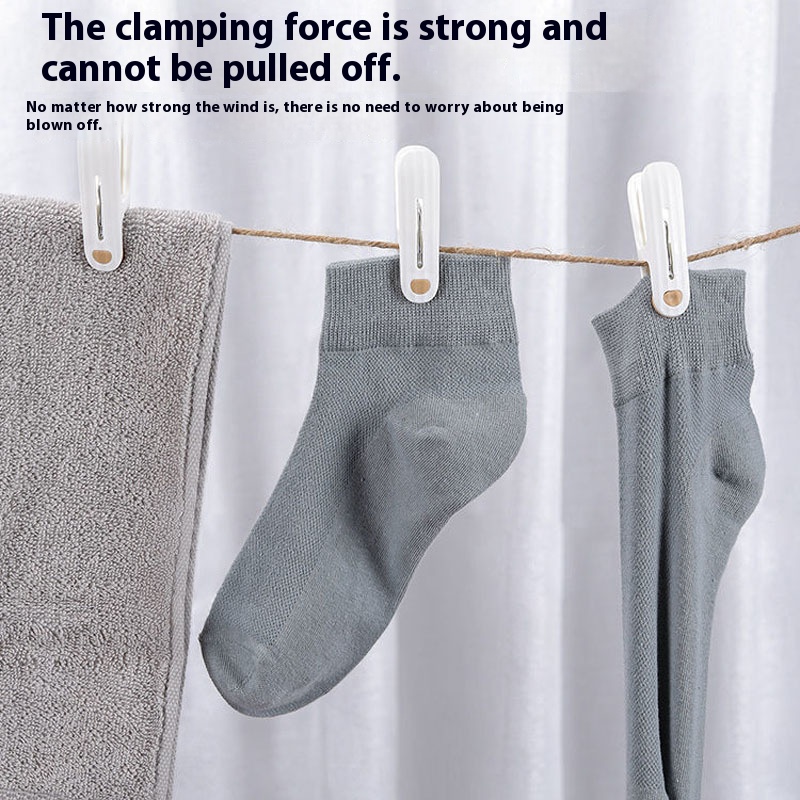 The clamping force is strong and
cannot be pulled off.
No matter how strong the wind is, there is no need to worry about being
blown off.